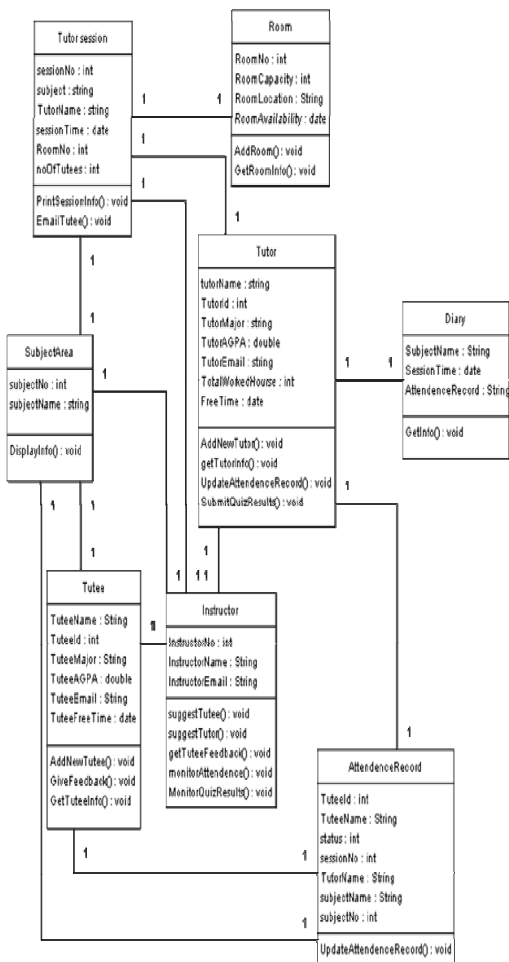 Tutor session
sessionNo : int
subject : string
TutorName : string
sessionTime : date
RoomNo : int
noOfTutees : int
PrintSessionInfo() : void
EmailTutee() : void
Room
RoomNo : int
RoomCapacity : int
RoomLocation : String
RoomAvailability : date
AddRoom() : void
GetRoomInfo() : void
1
1
1
1
1
1
1
Tutor
tutorName : string
TutorId : int
TutorMajor : string
TutorAGPA : double
TutorEmail : string
TotalWorkedHourse : int
FreeTime : date
AddNewTutor() : void
getTutorInfo() : void
UpdateAttendenceRecord() : void
SubmitQuizResults() : void
Diary
SubjectName : String
SessionTime : date
AttendenceRecord : String
GetInfo() : void
1
1
SubjectArea
subjectNo : int
subjectName : string
DisplayInfo() : void
1
1
1
1
1
1
1
1 1
Tutee
TuteeName : String
TuteeId : int
TuteeMajor : String
TuteeAGPA : double
TuteeEmail : String
TuteeFreeTime : date
AddNewTutee() : void
GiveFeedback() : void
GetTuteeInfo() : void
Instructor
InstructorNo : int
InstructorName : String
InstructorEmail : String
suggestTutee() : void
suggestTutor() : void
getTuteeFeedback() : void
monitorAttendence() : void
MonitorQuizResults() : void
1
AttendenceRecord
TuteeId : int
TuteeName : String
status : int
sessionNo : int
TutorName : String
subjectName : String
subjectNo : int
UpdateAttendenceRecord() : void
1
1
1